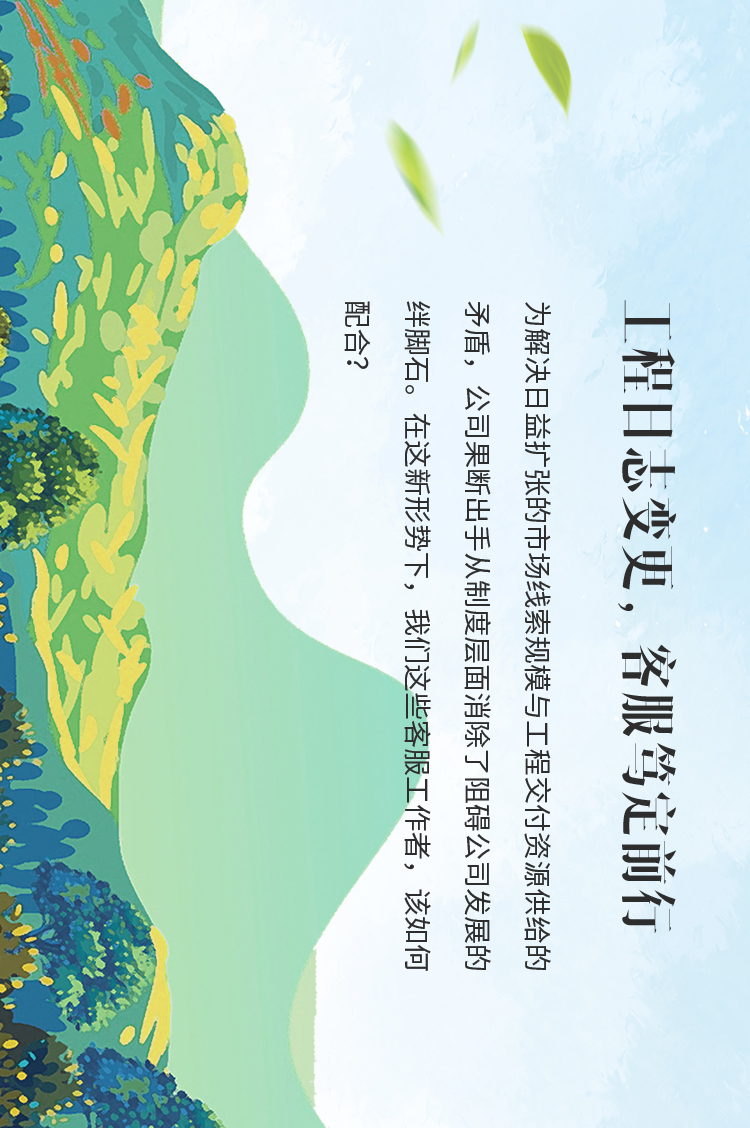 工程日志变更，客服笃定前行
为解决日益扩张的市场线索规模与工程交付资源供给的
矛盾，公司果断出手从制度层面消除了阻碍公司发展的
绊脚石。在这新形势下，我们这些客服工作者，该如何
配合？